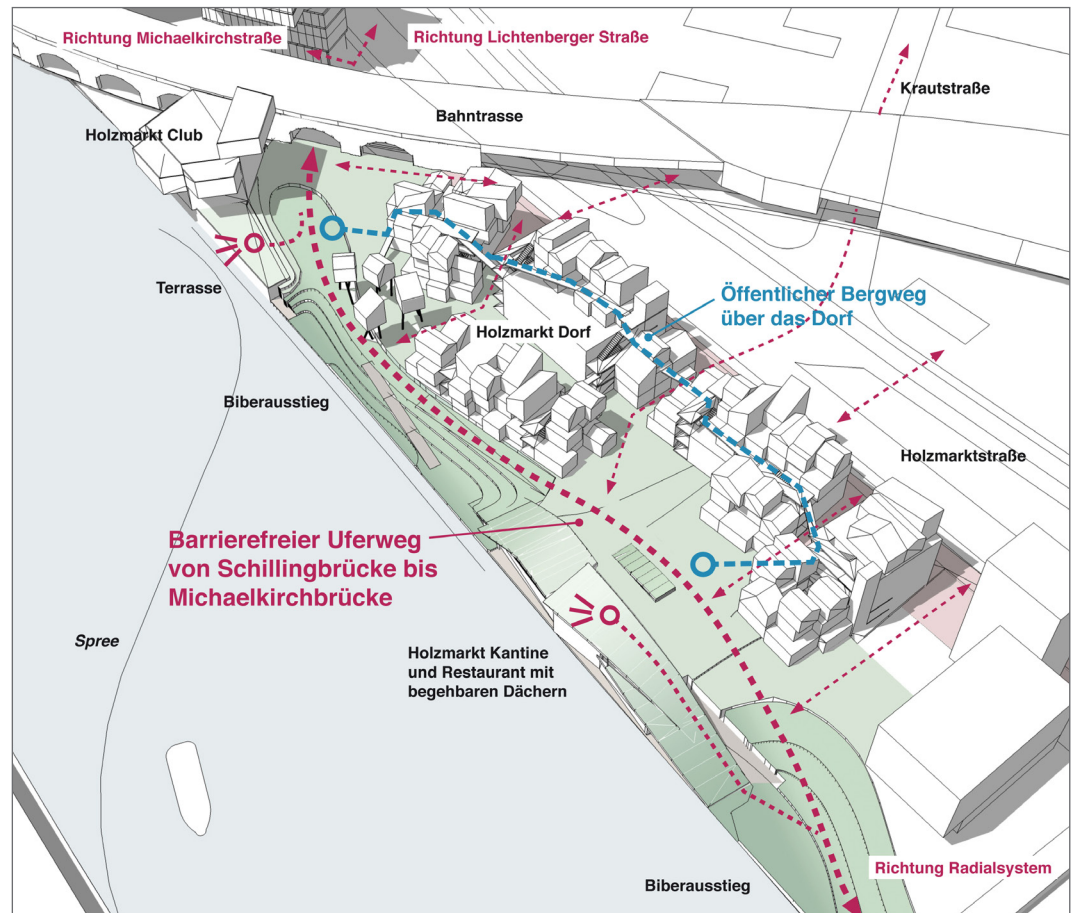 Richtung Michaelkirchstraße
Richtung Lichtenberger Straße
Krautstraße
Bahntrasse
Holzmarkt Club
Terrasse
Öffentlicher Bergweg
über das Dorf
Holzmarkt Dorf
Biberausstieg
Holzmarktstraße
Barrierefreier Uferweg
von Schillingbrücke bis
Michaelkirchbrücke
Spree
Holzmarkt Kantine
und Restaurant mit
begehbaren Dächern
Richtung Radialsystem
Biberausstieg